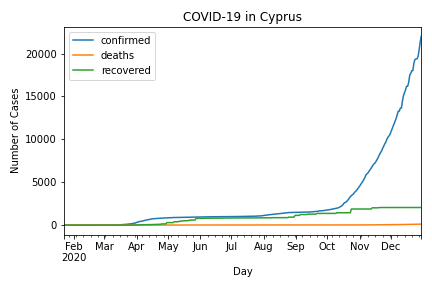 COVID-19 in Cyprus
confirmed
deaths
recovered
Number of Cases
20000
15000
10000
5000
0
Feb Mar Apr May Jun Jul Aug Sep Oct Nov Dec
2020
Day